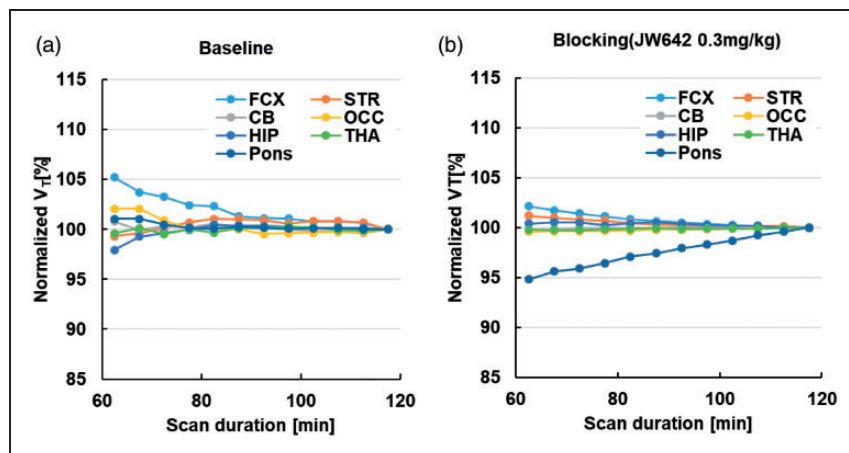 (a)
Baseline
Normalized VT[%]
115
110
105
100
95
90
85
FCX STR
CB OCC
HIP THA
Pons
60 80 100 120
Scan duration [min]
(b)
Blocking(JW642 0.3mg/kg)
Normalized VT[%]
115
110
105
100
95
90
85
FCX STR
CB OCC
HIP THA
Pons
60 80 100 120
Scan duration [min]